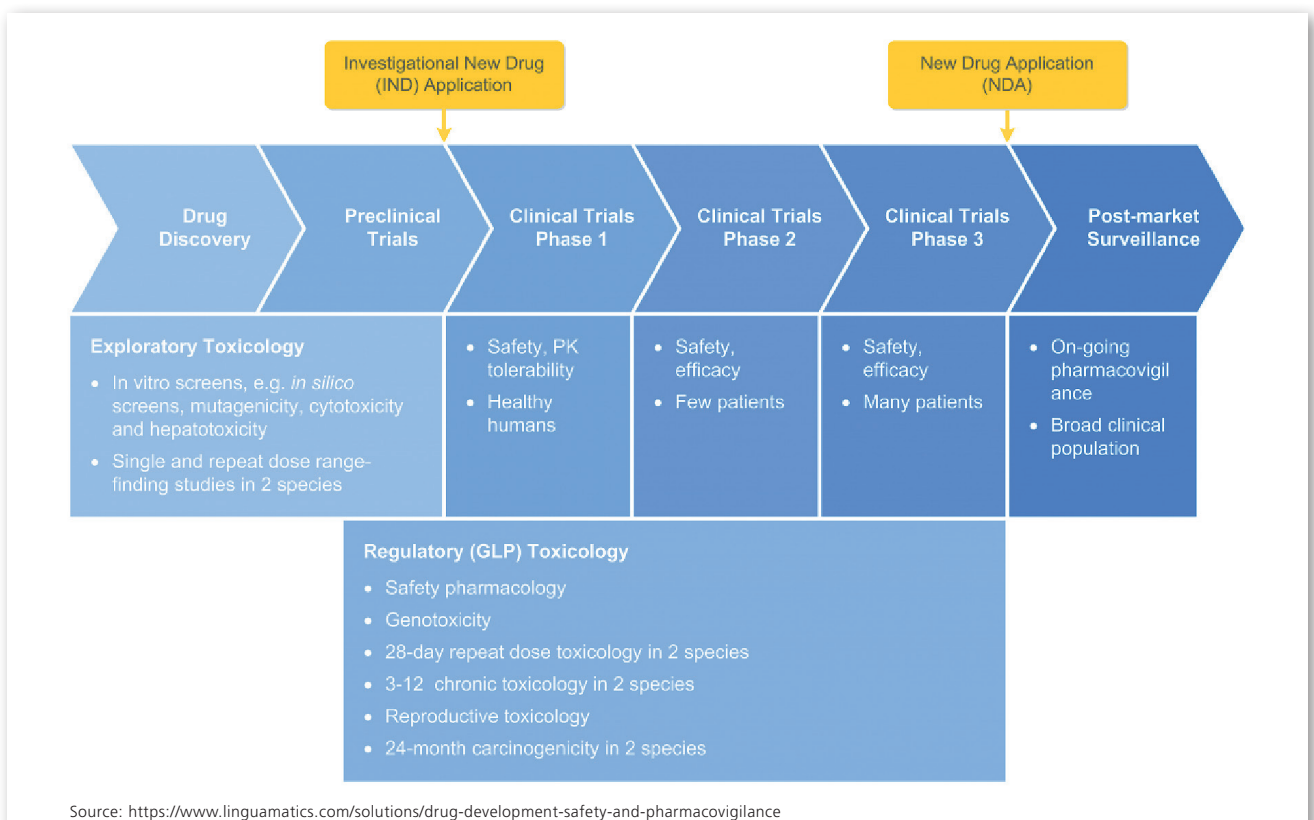 Investigational New Drug
(IND) Application
New Drug Application
(NDA)
Drug
Discovery
Preclinical
Trials
Clinical Trials
Phase 1
Clinical Trials
Phase 2
Clinical Trials
Phase 3
Post-market
Surveillance
Exploratory Toxicology
• In vitro screens, e.g. in silico
screens, mutagenicity, cytotoxicity
and hepatotoxicity
• Single and repeat dose range-
finding studies in 2 species
• Safety, PK
tolerability
• Healthy
humans
• Safety,
efficacy
• Few patients
• Safety,
efficacy
• Many patients
• On-going
pharmacovigil
ance
• Broad clinical
population
Regulatory (GLP) Toxicology
• Safety pharmacology
• Genotoxicity
• 28-day repeat dose toxicology in 2 species
• 3-12 chronic toxicology in 2 species
• Reproductive toxicology
• 24-month carcinogenicity in 2 species
Source: https://www.linguamatics.com/solutions/drug-development-safety-and-pharmacovigilance